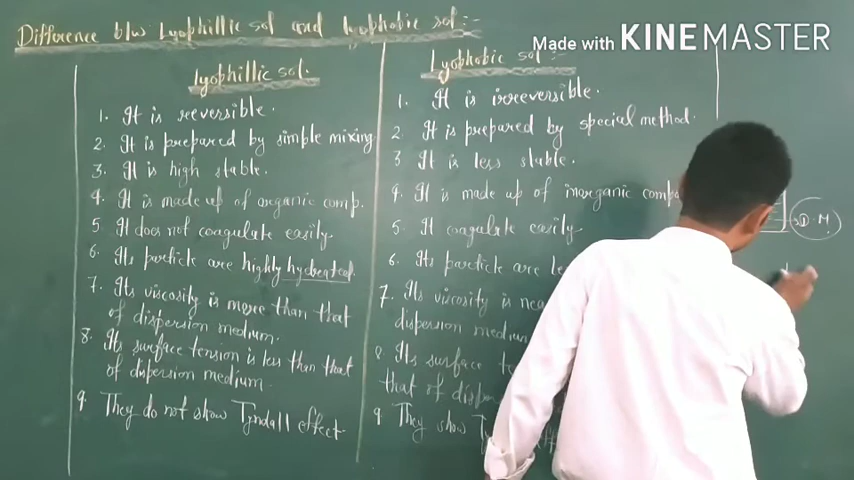 Difference b/w Lyophillic sol and lyophobic sol:-
Made with KINEMASTER
lyophillic sol.
1. It is reversible.
2. It is prepared by simple mixing
3. It is high stable.
4. It is made up of organic comp.
5. It does not coagulate easily.
6. Its particle are highly hydreated.
7. Its viscosity is more than that
of dispersion medium.
8. Its surface tension is less than that
of dispersion medium.
9. They do not show Tyndall effect.
Lyophobic sol:-
1. It is irreversible.
2. It is prepared by special method.
3 It is less stable.
4. It is made up of inorganic comp
5. It coagulate easily
6. Its particle are le
7. Its viscosity is nea
dispersion medium
8 Its surface te
that of disper
9 They show Ty
D.M